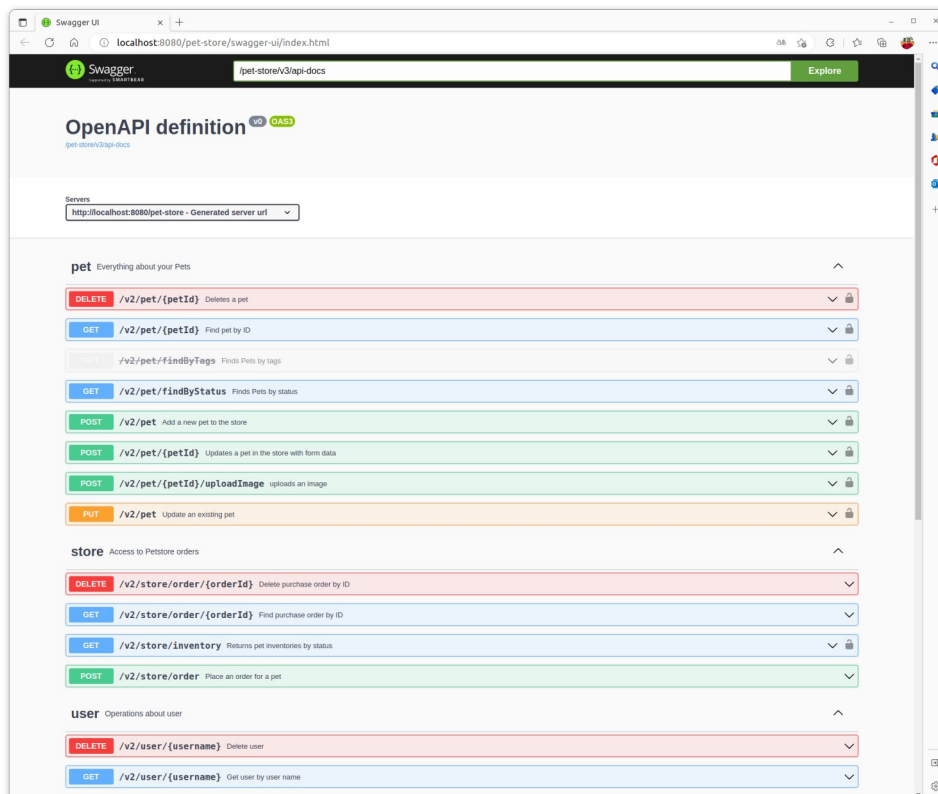 Swagger UI
localhost:8080/pet-store/swagger-ui/index.html
Swagger
Supported by SMARTBEAR
/pet-store/v3/api-docs
Explore
OpenAPI definition v0 OAS3
/pet-store/v3/api-docs
Servers
http://localhost:8080/pet-store - Generated server url
pet Everything about your Pets
DELETE /v2/pet/{petId} Deletes a pet
GET /v2/pet/{petId} Find pet by ID
GET /v2/pet/findByTags Finds Pets by tags
GET /v2/pet/findByStatus Finds Pets by status
POST /v2/pet Add a new pet to the store
POST /v2/pet/{petId} Updates a pet in the store with form data
POST /v2/pet/{petId}/uploadImage uploads an image
PUT /v2/pet Update an existing pet
store Access to Petstore orders
DELETE /v2/store/order/{orderId} Delete purchase order by ID
GET /v2/store/order/{orderId} Find purchase order by ID
GET /v2/store/inventory Returns pet inventories by status
POST /v2/store/order Place an order for a pet
user Operations about user
DELETE /v2/user/{username} Delete user
GET /v2/user/{username} Get user by user name